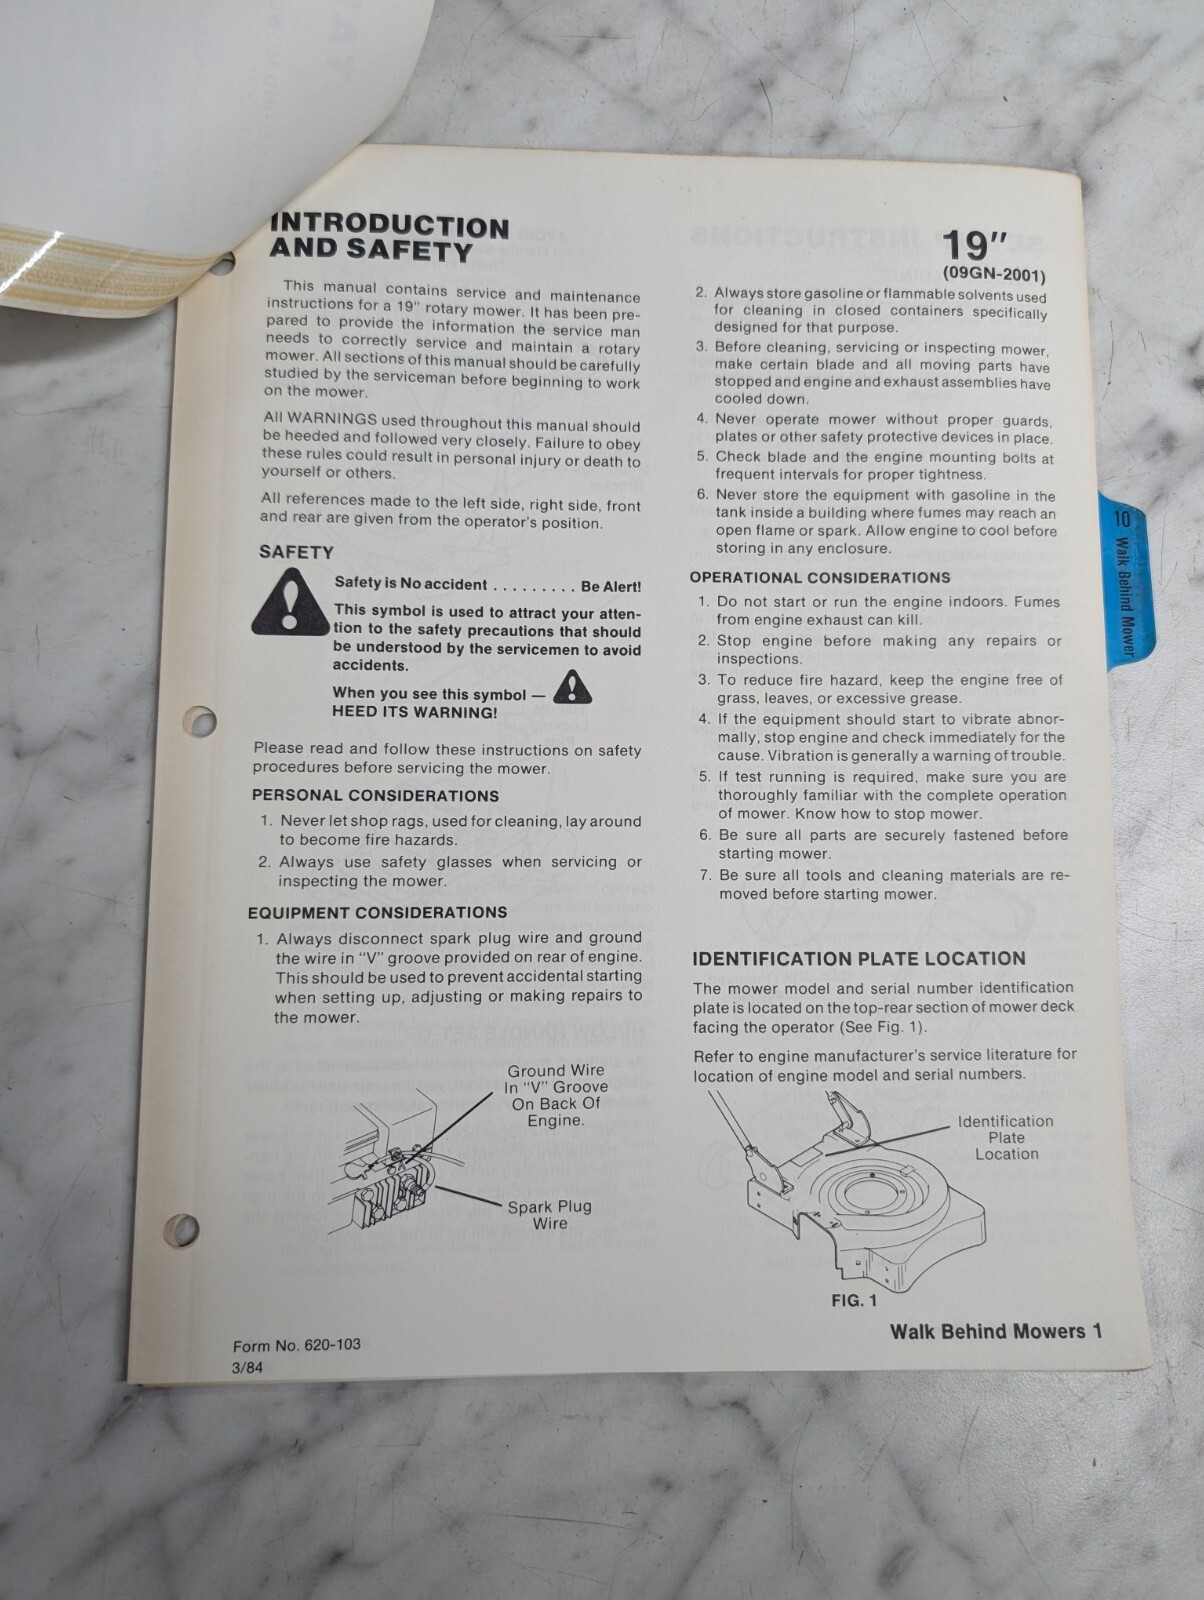 INTRODUCTION
AND SAFETY
This manual contains service and maintenance
instructions for a 19" rotary mower. It has been pre-
pared to provide the information the service man
needs to correctly service and maintain a rotary
mower. All sections of this manual should be carefully
studied by the serviceman before beginning to work
on the mower.
All WARNINGS used throughout this manual should
be heeded and followed very closely. Failure to obey
these rules could result in personal injury or death to
yourself or others.
All references made to the left side, right side, front
and rear are given from the operator's position.
SAFETY
Safety is No accident . . . . . . . . . Be Alert!
This symbol is used to attract your atten-
tion to the safety precautions that should
be understood by the servicemen to avoid
accidents.
When you see this symbol —
HEED ITS WARNING!
Please read and follow these instructions on safety
procedures before servicing the mower.
PERSONAL CONSIDERATIONS
1. Never let shop rags, used for cleaning, lay around
to become fire hazards.
2. Always use safety glasses when servicing or
inspecting the mower.
EQUIPMENT CONSIDERATIONS
1. Always disconnect spark plug wire and ground
the wire in "V" groove provided on rear of engine.
This should be used to prevent accidental starting
when setting up, adjusting or making repairs to
the mower.
Ground Wire
In "V" Groove
On Back Of
Engine.
Spark Plug
Wire
Form No. 620-103
3/84
19"
(09GN-2001)
2. Always store gasoline or flammable solvents used
for cleaning in closed containers specifically
designed for that purpose.
3. Before cleaning, servicing or inspecting mower,
make certain blade and all moving parts have
stopped and engine and exhaust assemblies have
cooled down.
4. Never operate mower without proper guards,
plates or other safety protective devices in place.
5. Check blade and the engine mounting bolts at
frequent intervals for proper tightness.
6. Never store the equipment with gasoline in the
tank inside a building where fumes may reach an
open flame or spark. Allow engine to cool before
storing in any enclosure.
OPERATIONAL CONSIDERATIONS
1. Do not start or run the engine indoors. Fumes
from engine exhaust can kill.
2. Stop engine before making any repairs or
inspections.
3. To reduce fire hazard, keep the engine free of
grass, leaves, or excessive grease.
4. If the equipment should start to vibrate abnor-
mally, stop engine and check immediately for the
cause. Vibration is generally a warning of trouble.
5. If test running is required, make sure you are
thoroughly familiar with the complete operation
of mower. Know how to stop mower.
6. Be sure all parts are securely fastened before
starting mower.
7. Be sure all tools and cleaning materials are re-
moved before starting mower.
IDENTIFICATION PLATE LOCATION
The mower model and serial number identification
plate is located on the top-rear section of mower deck
facing the operator (See Fig. 1).
Refer to engine manufacturer's service literature for
location of engine model and serial numbers.
Identification
Plate
Location
FIG. 1
Walk Behind Mowers 1
10 Walk Behind Mower